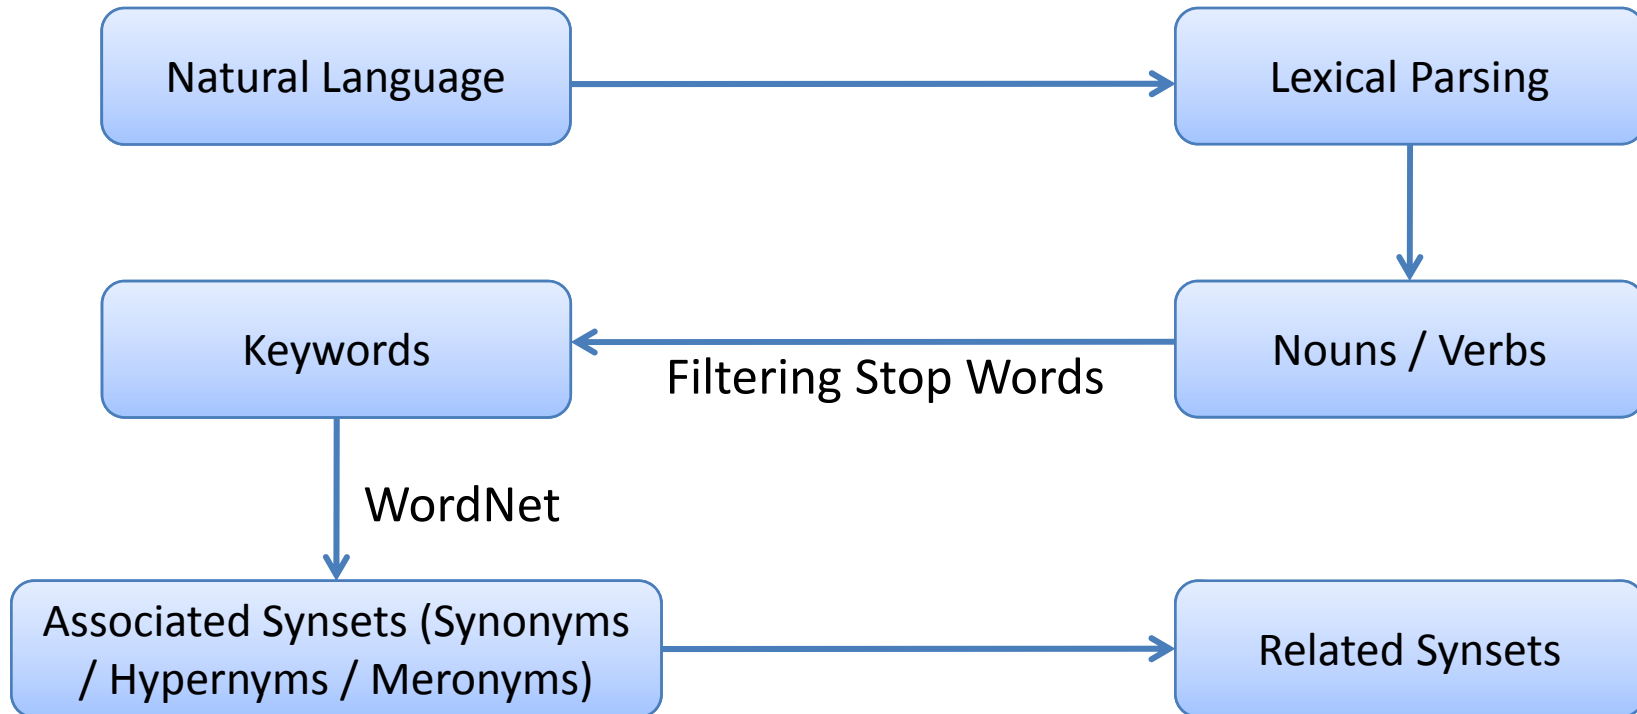 Natural Language
Lexical Parsing
Keywords
Filtering Stop Words
Nouns / Verbs
WordNet
Associated Synsets (Synonyms
/ Hypernyms / Meronyms)
Related Synsets